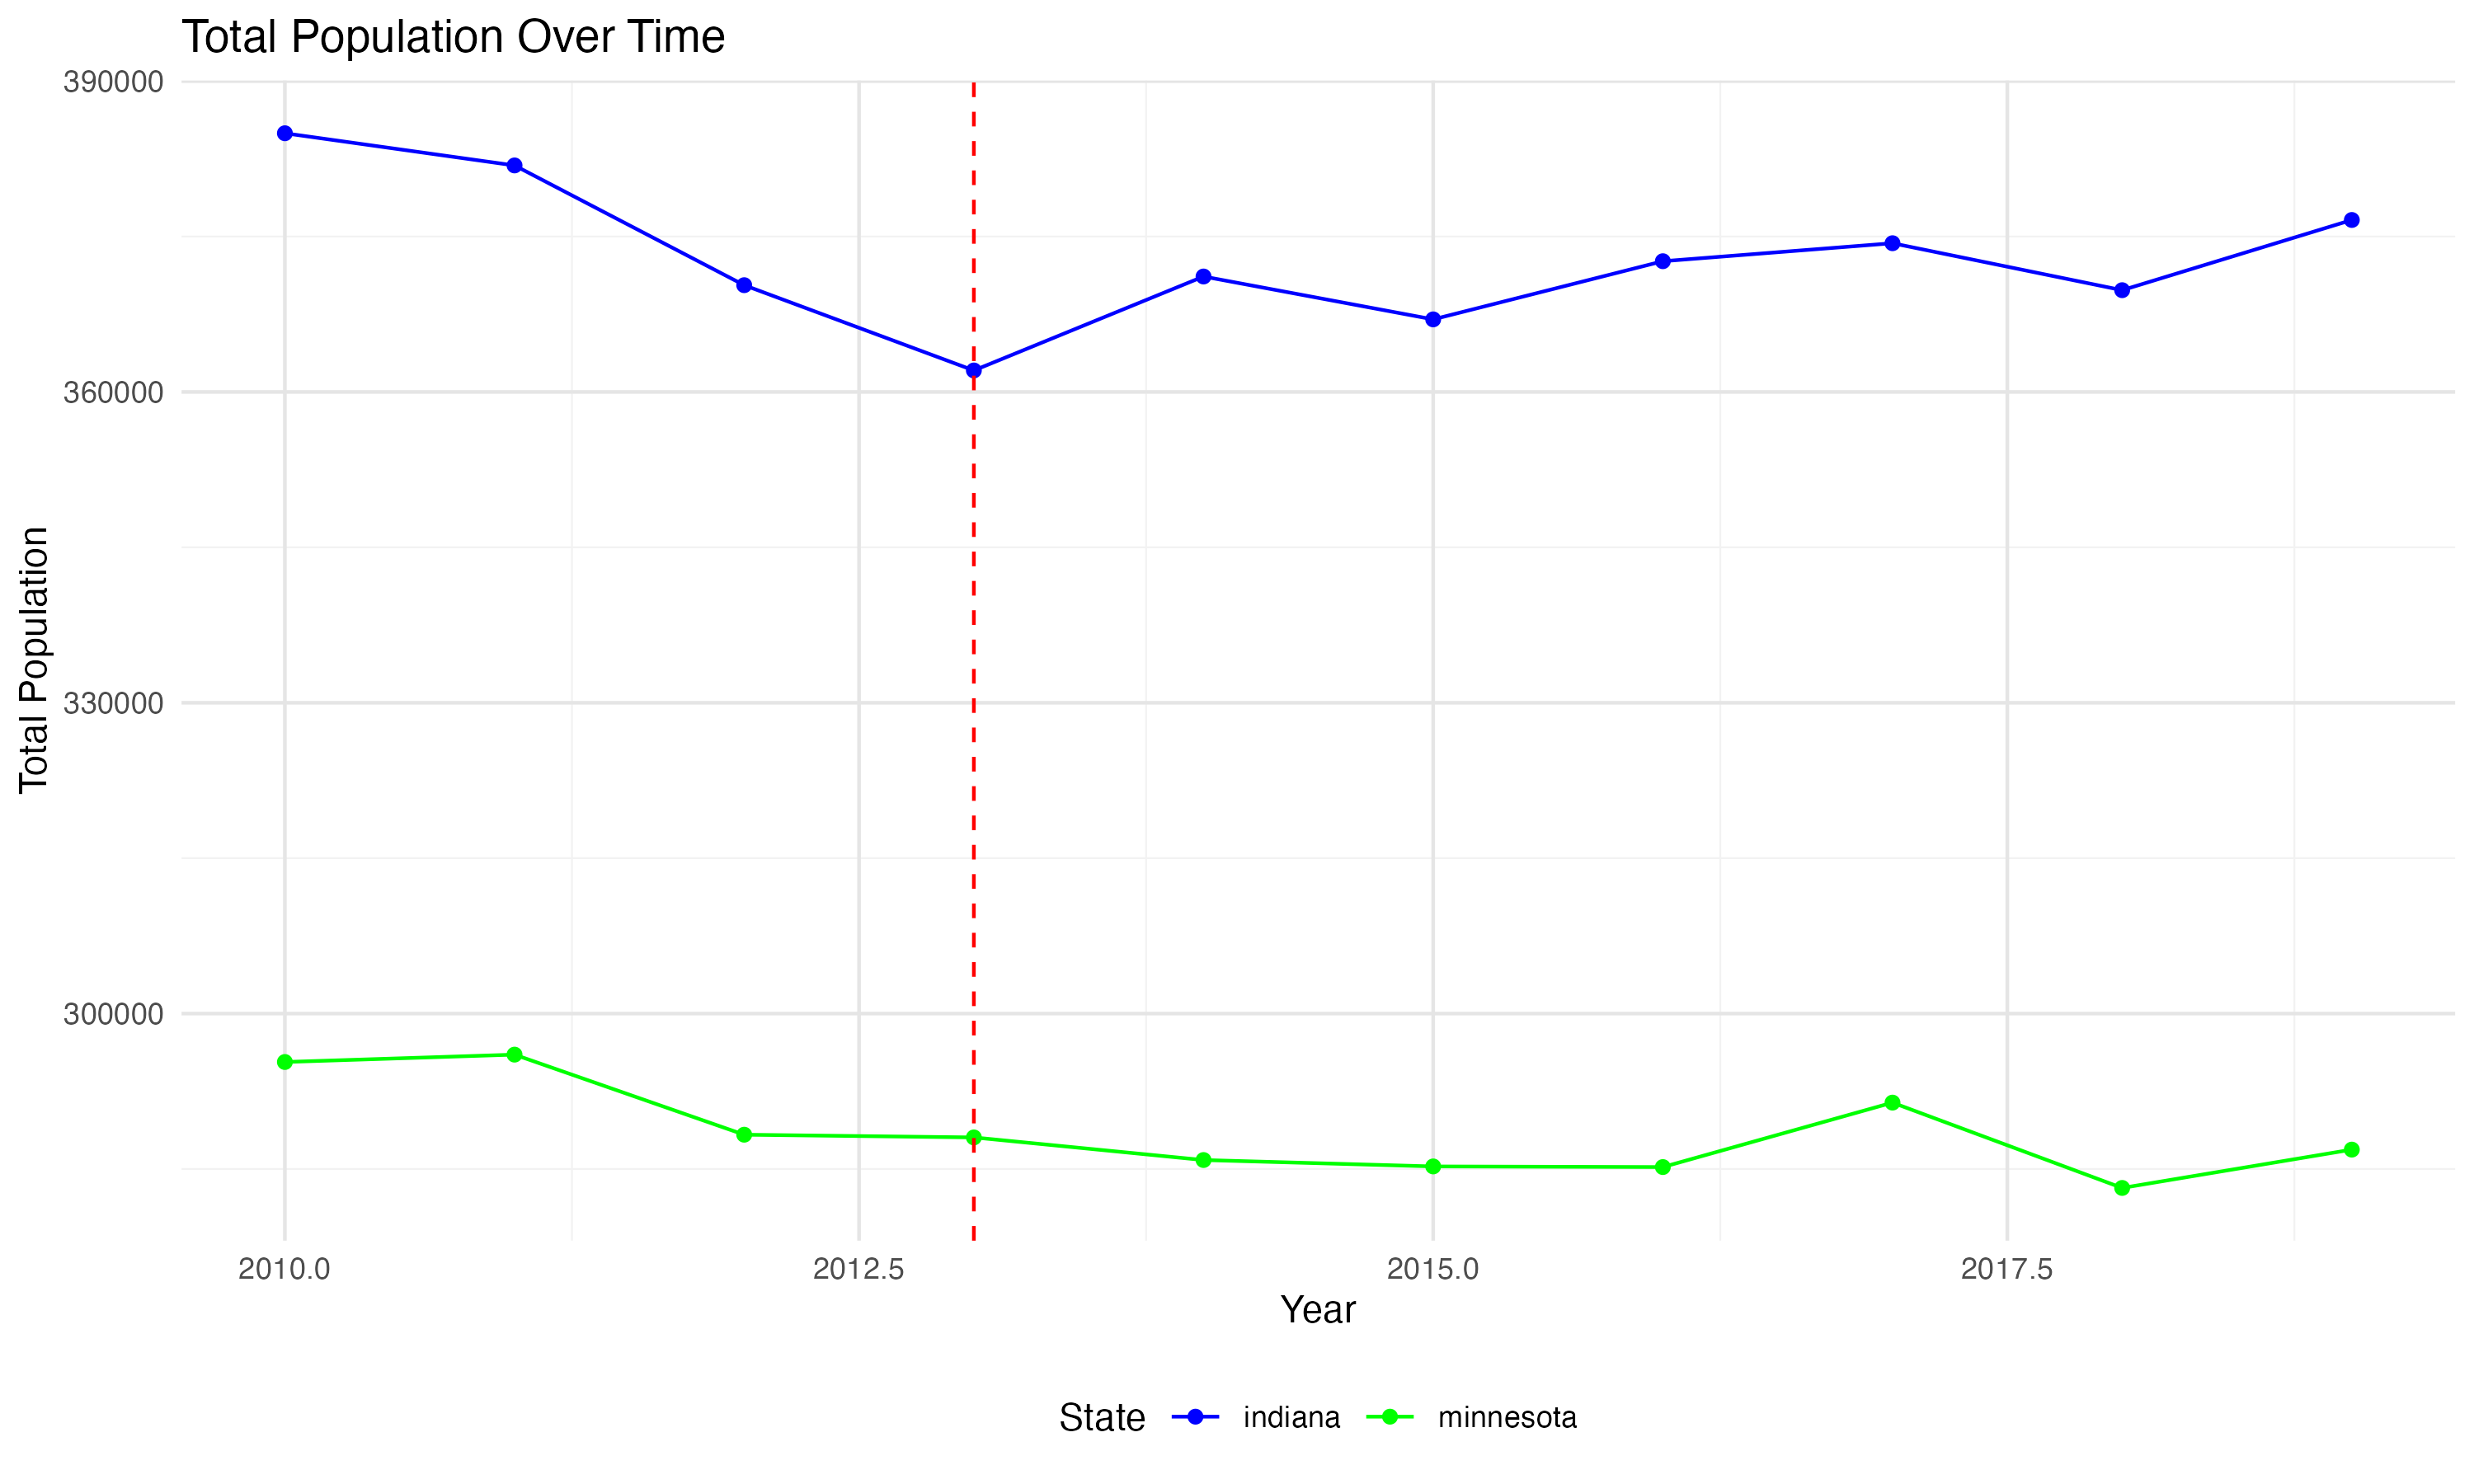 Total Population Over Time
390000
360000
330000
300000
Total Population
2010.0 2012.5 2015.0 2017.5
Year
State indiana minnesota